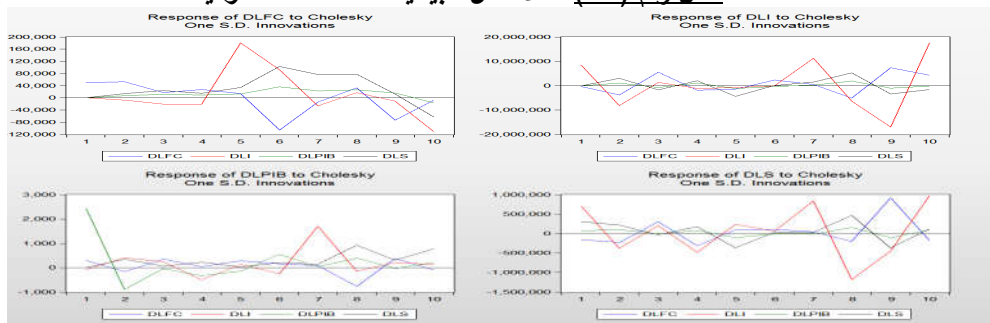 Response of DLFC to Cholesky
One S.D. Innovations
200,000
160,000
120,000
80,000
40,000
0
-40,000
-80,000
120,000
1 2 3 4 5 6 7 8 9 10
DLFC DLI DLPIB DLS
Response of DLI to Cholesky
One S.D. Innovations
20,000,000
10,000,000
0
-10,000,000
-20,000,000
1 2 3 4 5 6 7 8 9 10
DLFC DLI DLPIB DLS
Response of DLPIB to Cholesky
One S.D. Innovations
3,000
2,000
1,000
0
-1,000
1 2 3 4 5 6 7 8 9 10
DLFC DLI DLPIB DLS
Response of DLS to Cholesky
One S.D. Innovations
1,000,000
500,000
0
-500,000
-1,000,000
-1,500,000
1 2 3 4 5 6 7 8 9 10
DLFC DLI DLPIB DLS